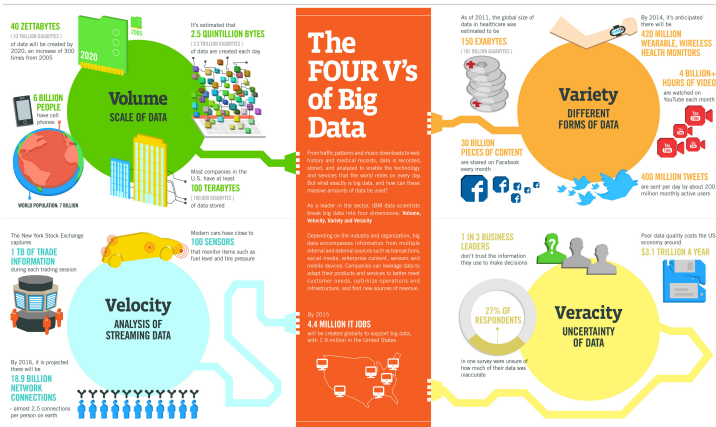 40 ZETTABYTES
[ 43 TRILLION GIGABYTES ]
of data will be created by
2020, an increase of 300
times from 2005
2020
2005
It's estimated that
2.5 QUINTILLION BYTES
[ 2.3 TRILLION GIGABYTES ]
of data are created each day
6 BILLION
PEOPLE
have cell
phones
WORLD POPULATION: 7 BILLION
Volume
SCALE OF DATA
Most companies in the
U.S. have at least
100 TERABYTES
[ 100,000 GIGABYTES ]
of data stored
The New York Stock Exchange
captures
1 TB OF TRADE
INFORMATION
during each trading session
Modern cars have close to
100 SENSORS
that monitor items such as
fuel level and tire pressure
Velocity
ANALYSIS OF
STREAMING DATA
By 2016, it is projected
there will be
18.9 BILLION
NETWORK
CONNECTIONS
– almost 2.5 connections
per person on earth
The
FOUR V's
of Big
Data
From traffic patterns and music downloads to web
history and medical records, data is recorded,
stored, and analyzed to enable the technology
and services that the world relies on every day.
But what exactly is big data, and how can these
massive amounts of data be used?
As a leader in the sector, IBM data scientists
break big data into four dimensions: Volume,
Velocity, Variety and Veracity
Depending on the industry and organization, big
data encompasses information from multiple
internal and external sources such as transactions,
social media, enterprise content, sensors and
mobile devices. Companies can leverage data to
adapt their products and services to better meet
customer needs, optimize operations and
infrastructure, and find new sources of revenue.
By 2015
4.4 MILLION IT JOBS
will be created globally to support big data,
with 1.9 million in the United States
As of 2011, the global size of
data in healthcare was
estimated to be
150 EXABYTES
[ 161 BILLION GIGABYTES ]
By 2014, it's anticipated
there will be
420 MILLION
WEARABLE, WIRELESS
HEALTH MONITORS
4 BILLION+
HOURS OF VIDEO
are watched on
YouTube each month
You
Tube
You
Tube
You
Tube
You
Tube
You
Tube
Variety
DIFFERENT
FORMS OF DATA
30 BILLION
PIECES OF CONTENT
are shared on Facebook
every month
400 MILLION TWEETS
are sent per day by about 200
million monthly active users
1 IN 3 BUSINESS
LEADERS
don't trust the information
they use to make decisions
?
Poor data quality costs the US
economy around
$3.1 TRILLION A YEAR
27% OF
RESPONDENTS
in one survey were unsure of
how much of their data was
inaccurate
Veracity
UNCERTAINTY
OF DATA